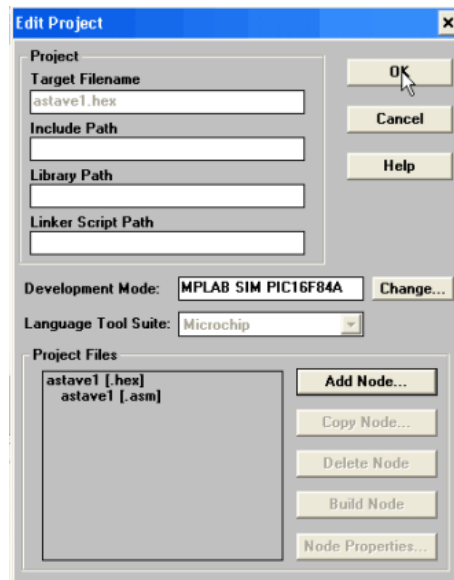 Edit Project
Project
Target Filename
astave1.hex
Include Path
Library Path
Linker Script Path
OK
Cancel
Help
Development Mode: MPLAB SIM PIC16F84A Change...
Language Tool Suite: Microchip
Project Files
astave1 [.hex]
astave1 [.asm]
Add Node...
Copy Node...
Delete Node
Build Node
Node Properties...